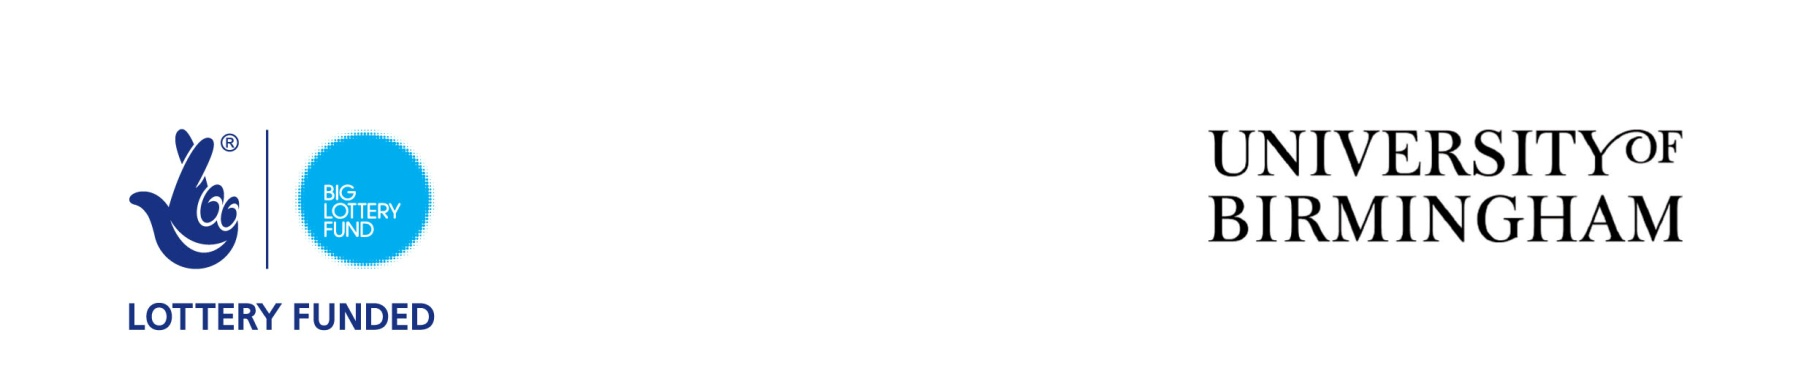 ®
BIG
LOTTERY
FUND
LOTTERY FUNDED
UNIVERSITY OF
BIRMINGHAM